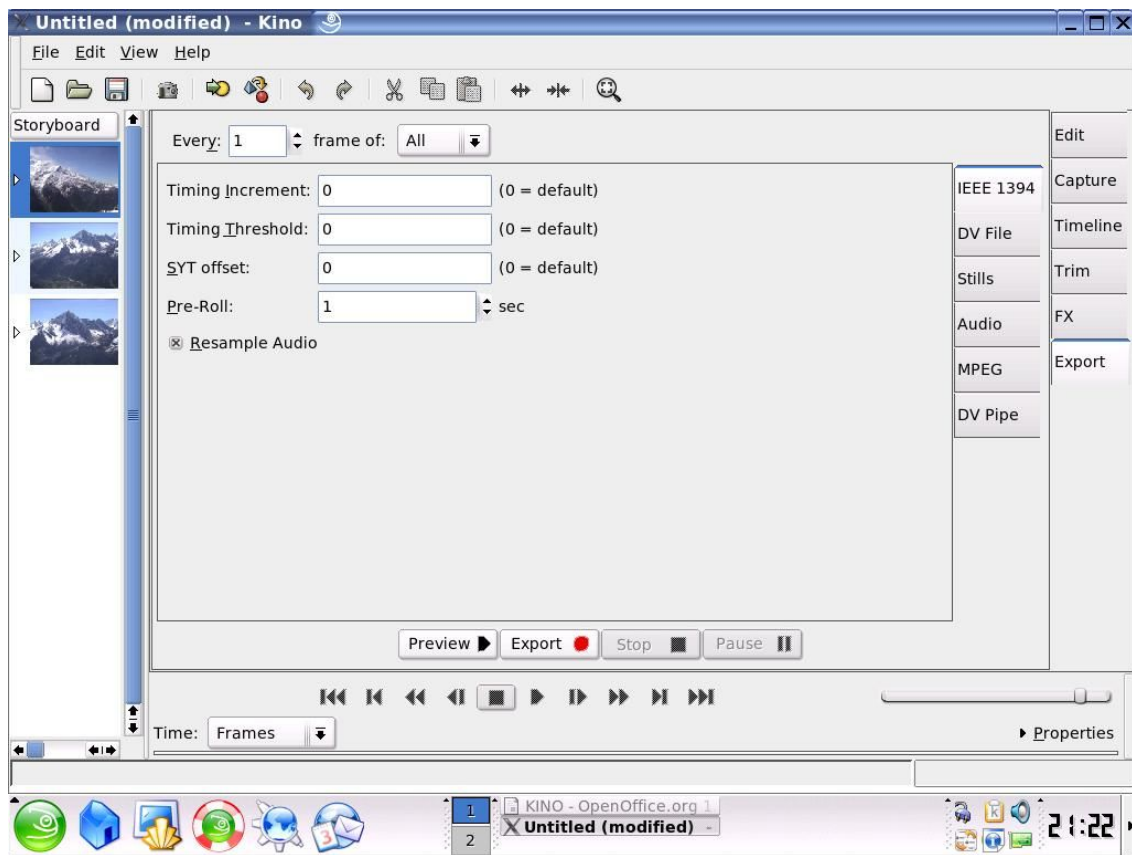 Untitled (modified) - Kino
File Edit View Help
Storyboard
Every: 1 frame of: All
Timing Increment: 0 (0 = default)
Timing Threshold: 0 (0 = default)
SYT offset: 0 (0 = default)
Pre-Roll: 1 sec
Resample Audio
IEEE 1394
DV File
Stills
Audio
MPEG
DV Pipe
Edit
Capture
Timeline
Trim
FX
Export
Preview Export Stop Pause
Time: Frames
Properties
1
2
3
KINO - OpenOffice.org 1
Untitled (modified) -
K
21:22